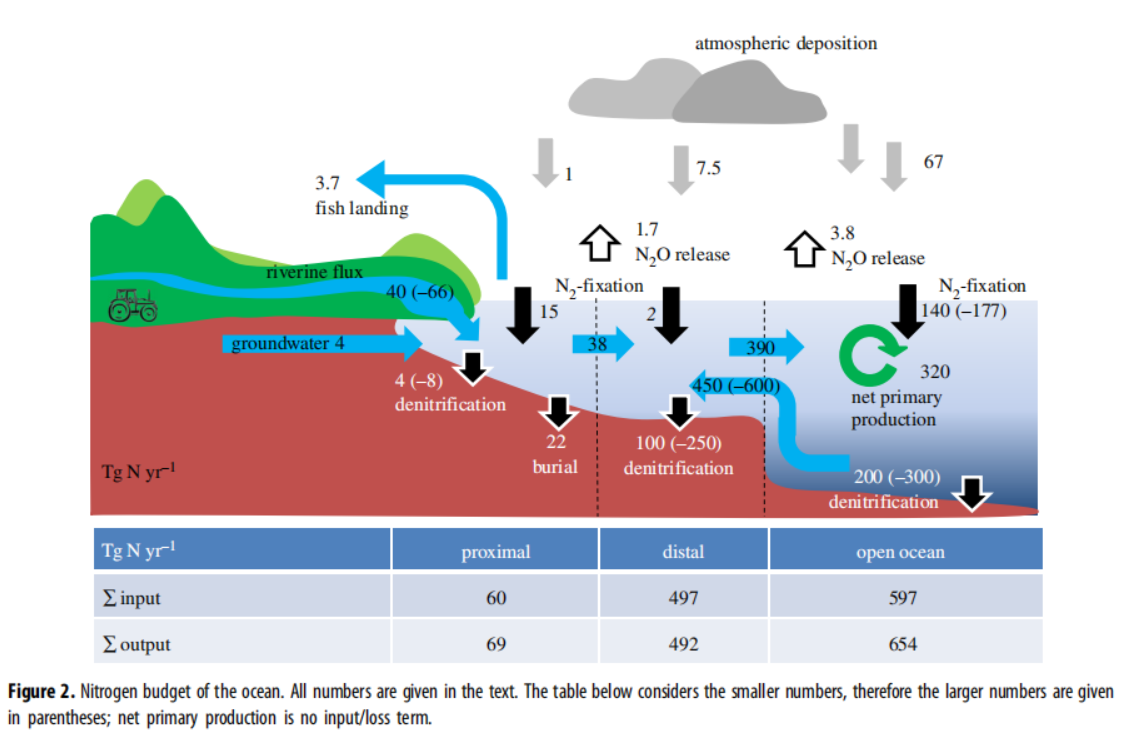 atmospheric deposition
1
7.5
67
3.7
fish landing
1.7
N₂O release
3.8
N₂O release
riverine flux
40 (–66)
N₂-fixation
15
2
N₂-fixation
140 (–177)
groundwater 4
38
390
450 (–600)
320
net primary
production
4 (–8)
denitrification
22
burial
100 (–250)
denitrification
200 (–300)
denitrification
Tg N yr⁻¹
Tg N yr⁻¹ proximal distal open ocean
∑ input 60 497 597
∑ output 69 492 654
Figure 2. Nitrogen budget of the ocean. All numbers are given in the text. The table below considers the smaller numbers, therefore the larger numbers are given
in parentheses; net primary production is no input/loss term.